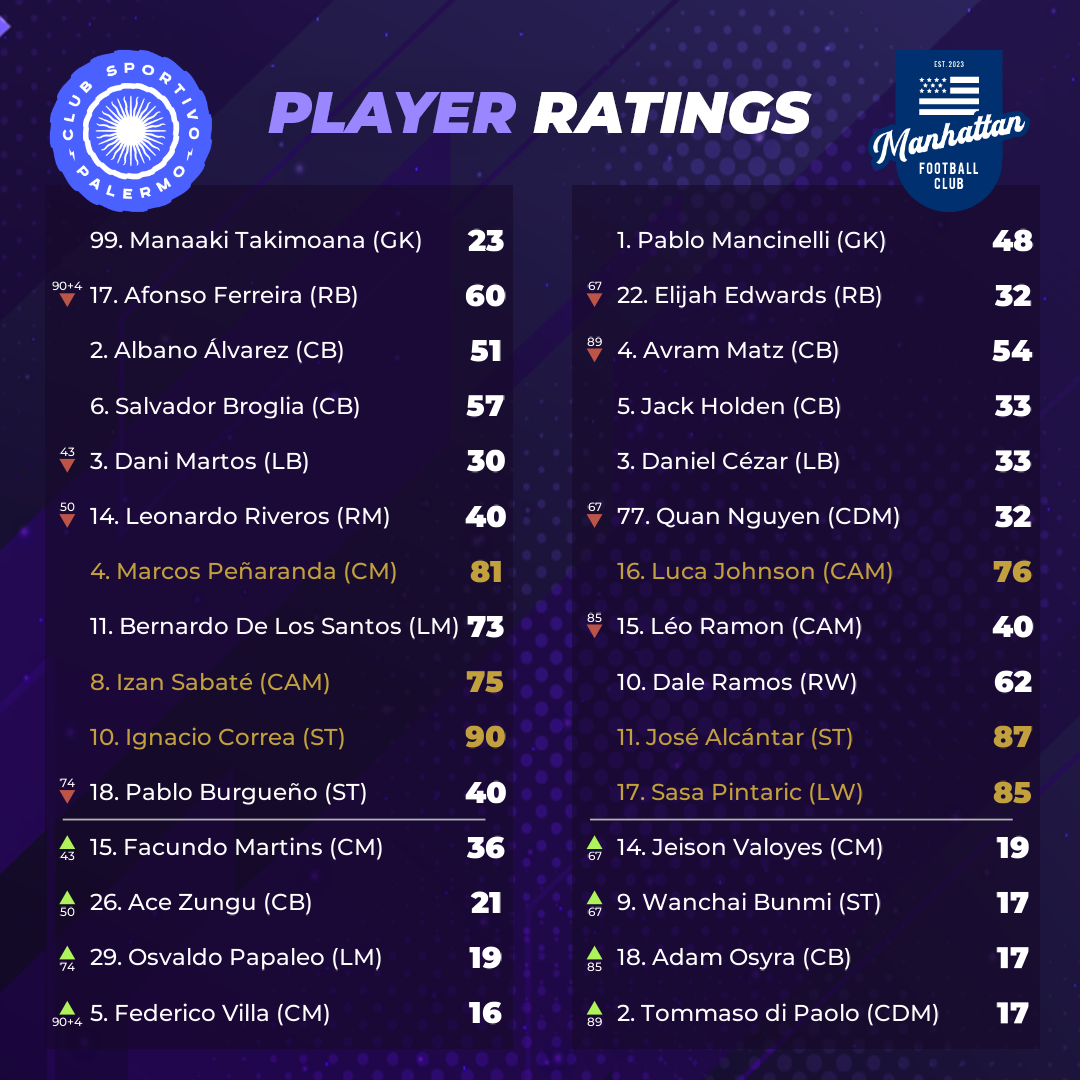 CLUB SPORTIVO
PALERMO
PLAYER RATINGS
EST. 2023
Manhattan
FOOTBALL
CLUB
99. Manaaki Takimoana (GK) 23
90+4 17. Afonso Ferreira (RB) 60
2. Albano Álvarez (CB) 51
6. Salvador Broglia (CB) 57
43 3. Dani Martos (LB) 30
50 14. Leonardo Riveros (RM) 40
4. Marcos Peñaranda (CM) 81
11. Bernardo De Los Santos (LM) 73
8. Izan Sabaté (CAM) 75
10. Ignacio Correa (ST) 90
74 18. Pablo Burgueño (ST) 40
43 15. Facundo Martins (CM) 36
50 26. Ace Zungu (CB) 21
74 29. Osvaldo Papaleo (LM) 19
90+4 5. Federico Villa (CM) 16
1. Pablo Mancinelli (GK) 48
67 22. Elijah Edwards (RB) 32
89 4. Avram Matz (CB) 54
5. Jack Holden (CB) 33
3. Daniel Cézar (LB) 33
67 77. Quan Nguyen (CDM) 32
16. Luca Johnson (CAM) 76
85 15. Léo Ramon (CAM) 40
10. Dale Ramos (RW) 62
11. José Alcántar (ST) 87
17. Sasa Pintaric (LW) 85
67 14. Jeison Valoyes (CM) 19
67 9. Wanchai Bunmi (ST) 17
85 18. Adam Osyra (CB) 17
89 2. Tommaso di Paolo (CDM) 17